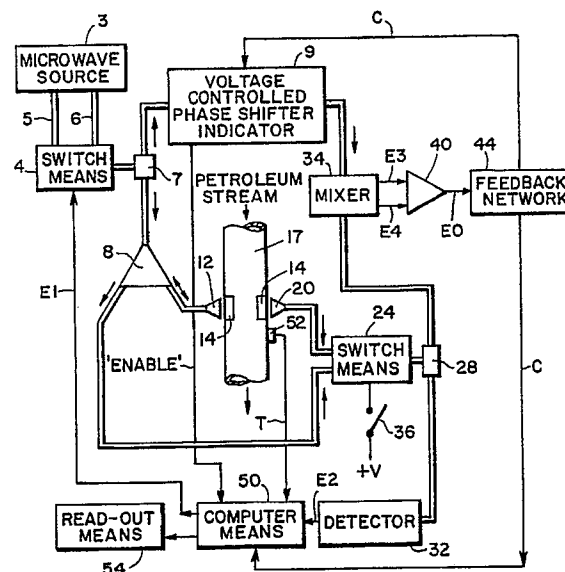 3
MICROWAVE
SOURCE
5
6
4
SWITCH
MEANS
7
9
VOLTAGE
CONTROLLED
PHASE SHIFTER
INDICATOR
C
34
MIXER
E3
E4
40
EO
44
FEEDBACK
NETWORK
PETROLEUM
STREAM
17
8
12
14
14
20
52
E1
'ENABLE'
T
24
SWITCH
MEANS
28
36
+V
C
50
COMPUTER
MEANS
E2
DETECTOR
32
READ-OUT
MEANS
54